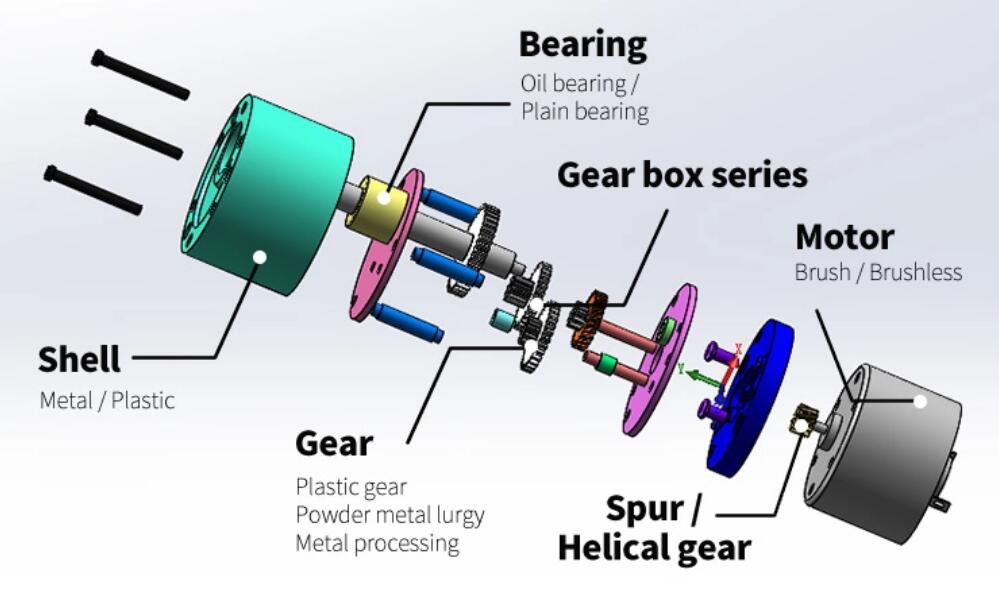 Bearing
Oil bearing /
Plain bearing
Gear box series
Motor
Brush / Brushless
Shell
Metal / Plastic
Gear
Plastic gear
Powder metal lurgy
Metal processing
Spur /
Helical gear
X
Y